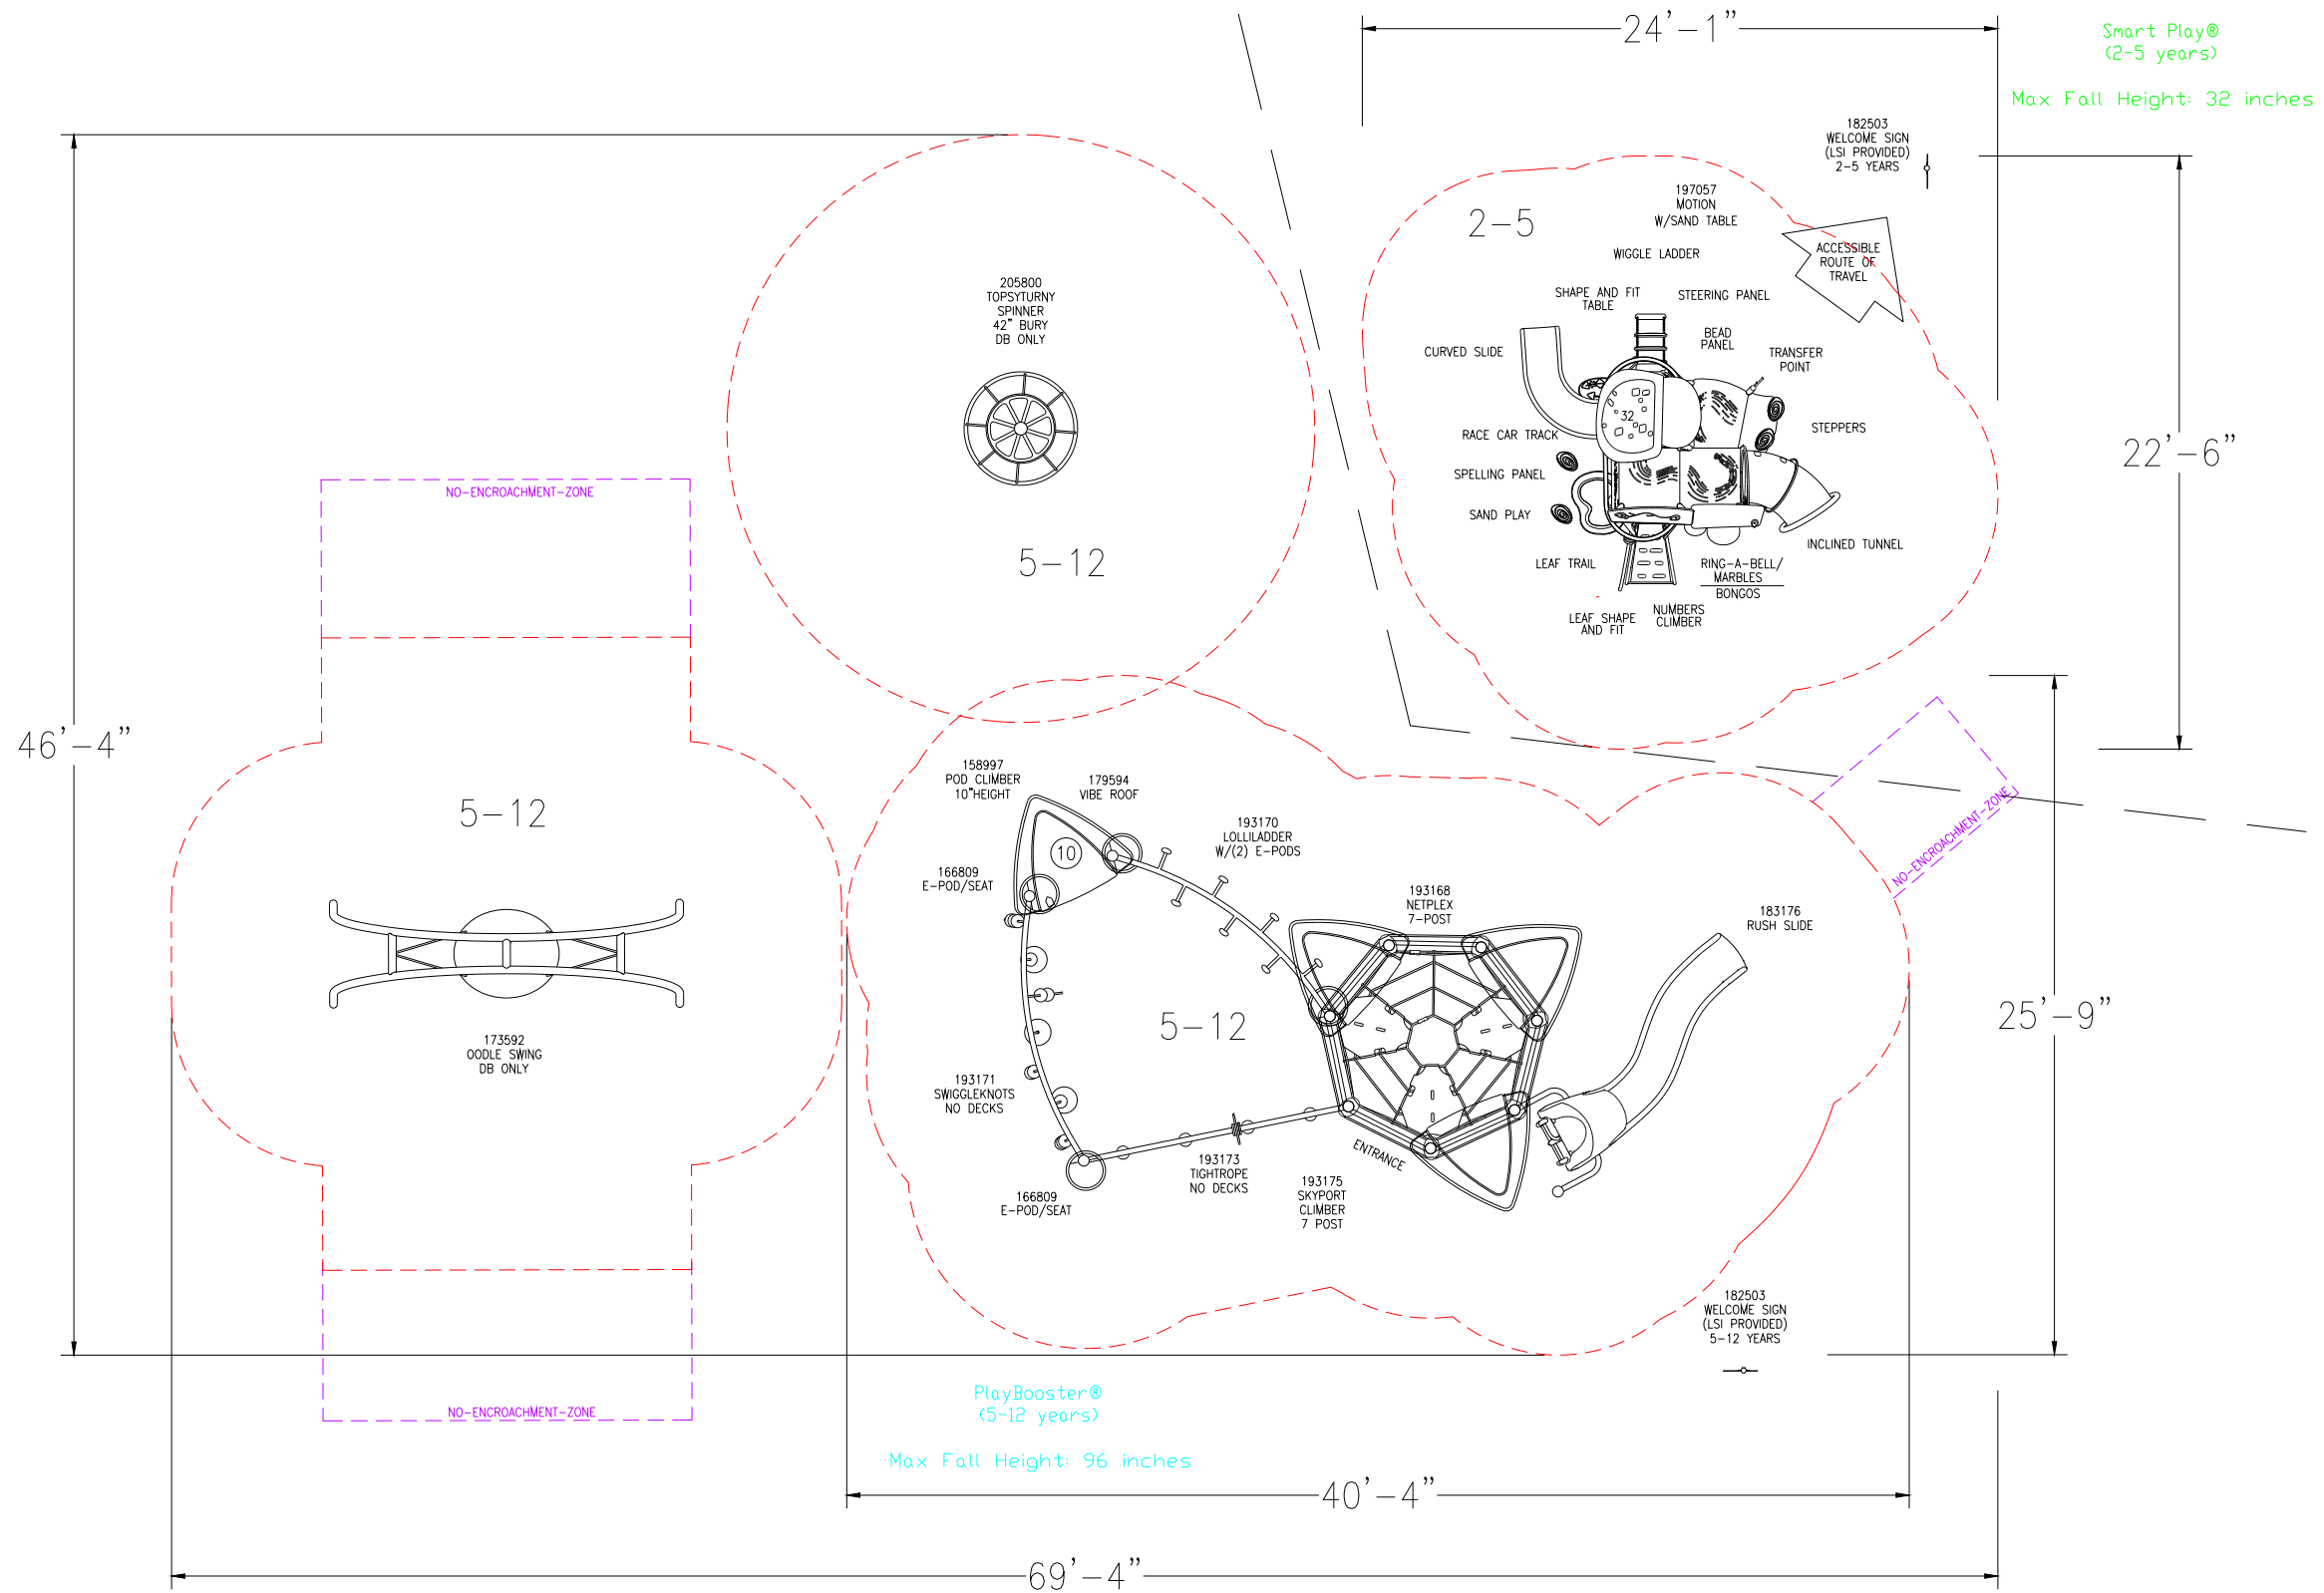 24'-1"
Smart Play®
(2-5 years)
Max Fall Height: 32 inches
182503
WELCOME SIGN
(LSI PROVIDED)
2-5 YEARS
197057
MOTION
W/SAND TABLE
2-5
WIGGLE LADDER
ACCESSIBLE
ROUTE OF
TRAVEL
SHAPE AND FIT
TABLE
STEERING PANEL
BEAD
PANEL
CURVED SLIDE
TRANSFER
POINT
32
RACE CAR TRACK
STEPPERS
SPELLING PANEL
SAND PLAY
INCLINED TUNNEL
LEAF TRAIL
RING-A-BELL/
MARBLES
BONGOS
LEAF SHAPE
AND FIT
NUMBERS
CLIMBER
22'-6"
205800
TOPSYTURNY
SPINNER
42" BURY
DB ONLY
5-12
NO-ENCROACHMENT-ZONE
46'-4"
5-12
173592
OODLE SWING
DB ONLY
NO-ENCROACHMENT-ZONE
158997
POD CLIMBER
10"HEIGHT
179594
VIBE ROOF
10
193170
LOLLILADDER
W/(2) E-PODS
166809
E-POD/SEAT
193168
NETPLEX
7-POST
183176
RUSH SLIDE
NO-ENCROACHMENT-ZONE
25'-9"
5-12
193171
SWIGGLEKNOTS
NO DECKS
193173
TIGHTROPE
NO DECKS
ENTRANCE
166809
E-POD/SEAT
193175
SKYPORT
CLIMBER
7 POST
182503
WELCOME SIGN
(LSI PROVIDED)
5-12 YEARS
PlayBooster®
(5-12 years)
Max Fall Height: 96 inches
40'-4"
69'-4"